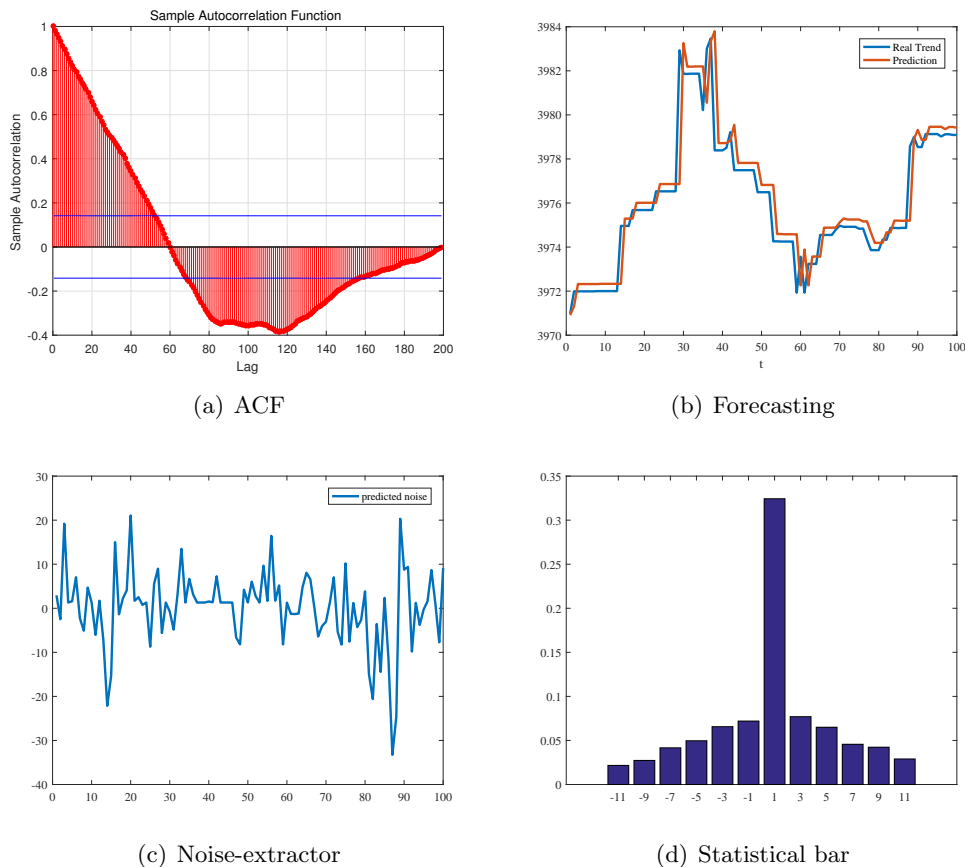 Sample Autocorrelation Function
Sample Autocorrelation
1
0.8
0.6
0.4
0.2
0
-0.2
-0.4
0 20 40 60 80 100 120 140 160 180 200
Lag
(a) ACF
3984
3982
3980
3978
3976
3974
3972
3970
Real Trend
Prediction
0 10 20 30 40 50 60 70 80 90 100
t
(b) Forecasting
30
20
10
0
-10
-20
-30
-40
predicted noise
0 10 20 30 40 50 60 70 80 90 100
(c) Noise-extractor
0.35
0.3
0.25
0.2
0.15
0.1
0.05
0
-11 -9 -7 -5 -3 -1 1 3 5 7 9 11
(d) Statistical bar